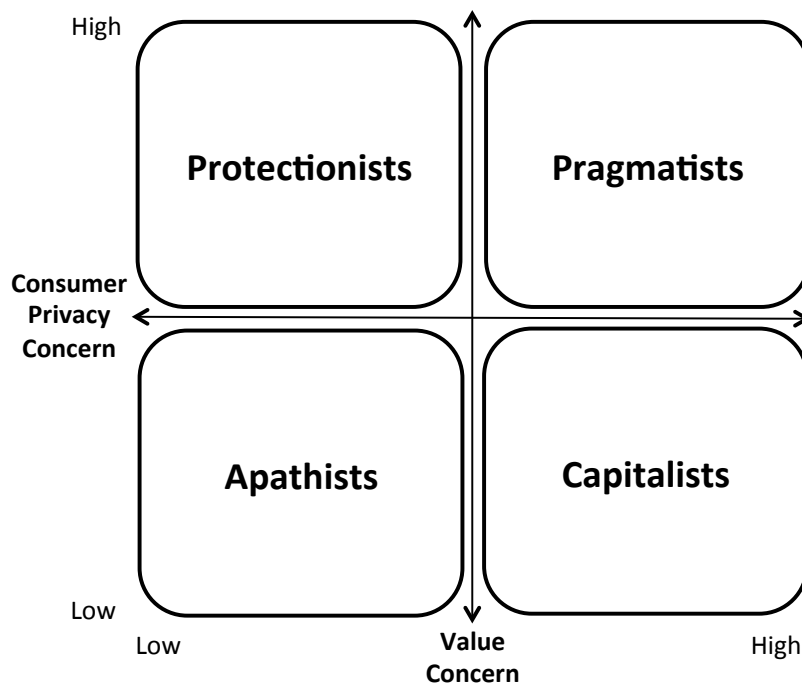 High
Protectionists
Pragmatists
Consumer
Privacy
Concern
Apathists
Capitalists
Low
Low
Value
Concern
High